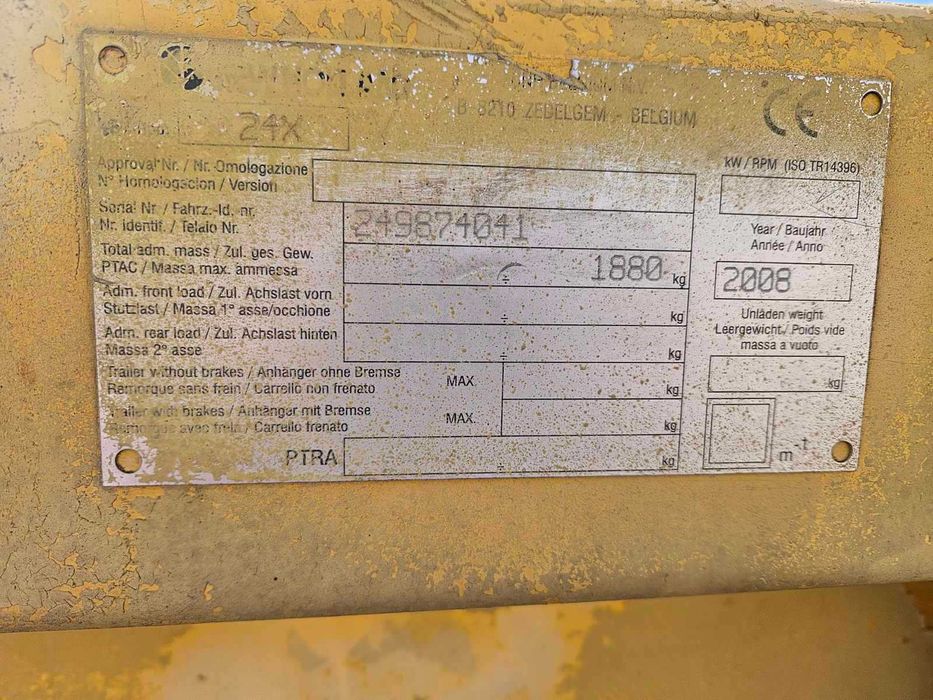 B 8210 ZEDELGEM - BELGIUM
CE
24X
Approval Nr. / Nr. Omologazione
N° Homologacion / Version
kW / RPM (ISO TR14396)
Serial Nr / Fahrz.-Id. nr.
Nr. identif. / Telaio Nr.
249874041
Year / Baujahr
Année / Anno
2008
Total adm. mass / Zul. ges. Gew.
PTAC / Massa max. ammessa
÷ 1880 kg
Adm. front load / Zul. Achslast vorn
Stutzlast / Massa 1° asse/occhione
÷ kg
Unladen weight
Leergewicht / Poids vide
massa a vuoto
kg
Adm. rear load / Zul. Achslast hinten
Massa 2° asse
÷ kg
Trailer without brakes / Anhänger ohne Bremse
Remorque sans frein / Carrello non frenato
MAX. kg
Trailer with brakes / Anhänger mit Bremse
Remorque avec frein / Carrello frenato
MAX. kg
PTRA ÷ kg
m -t